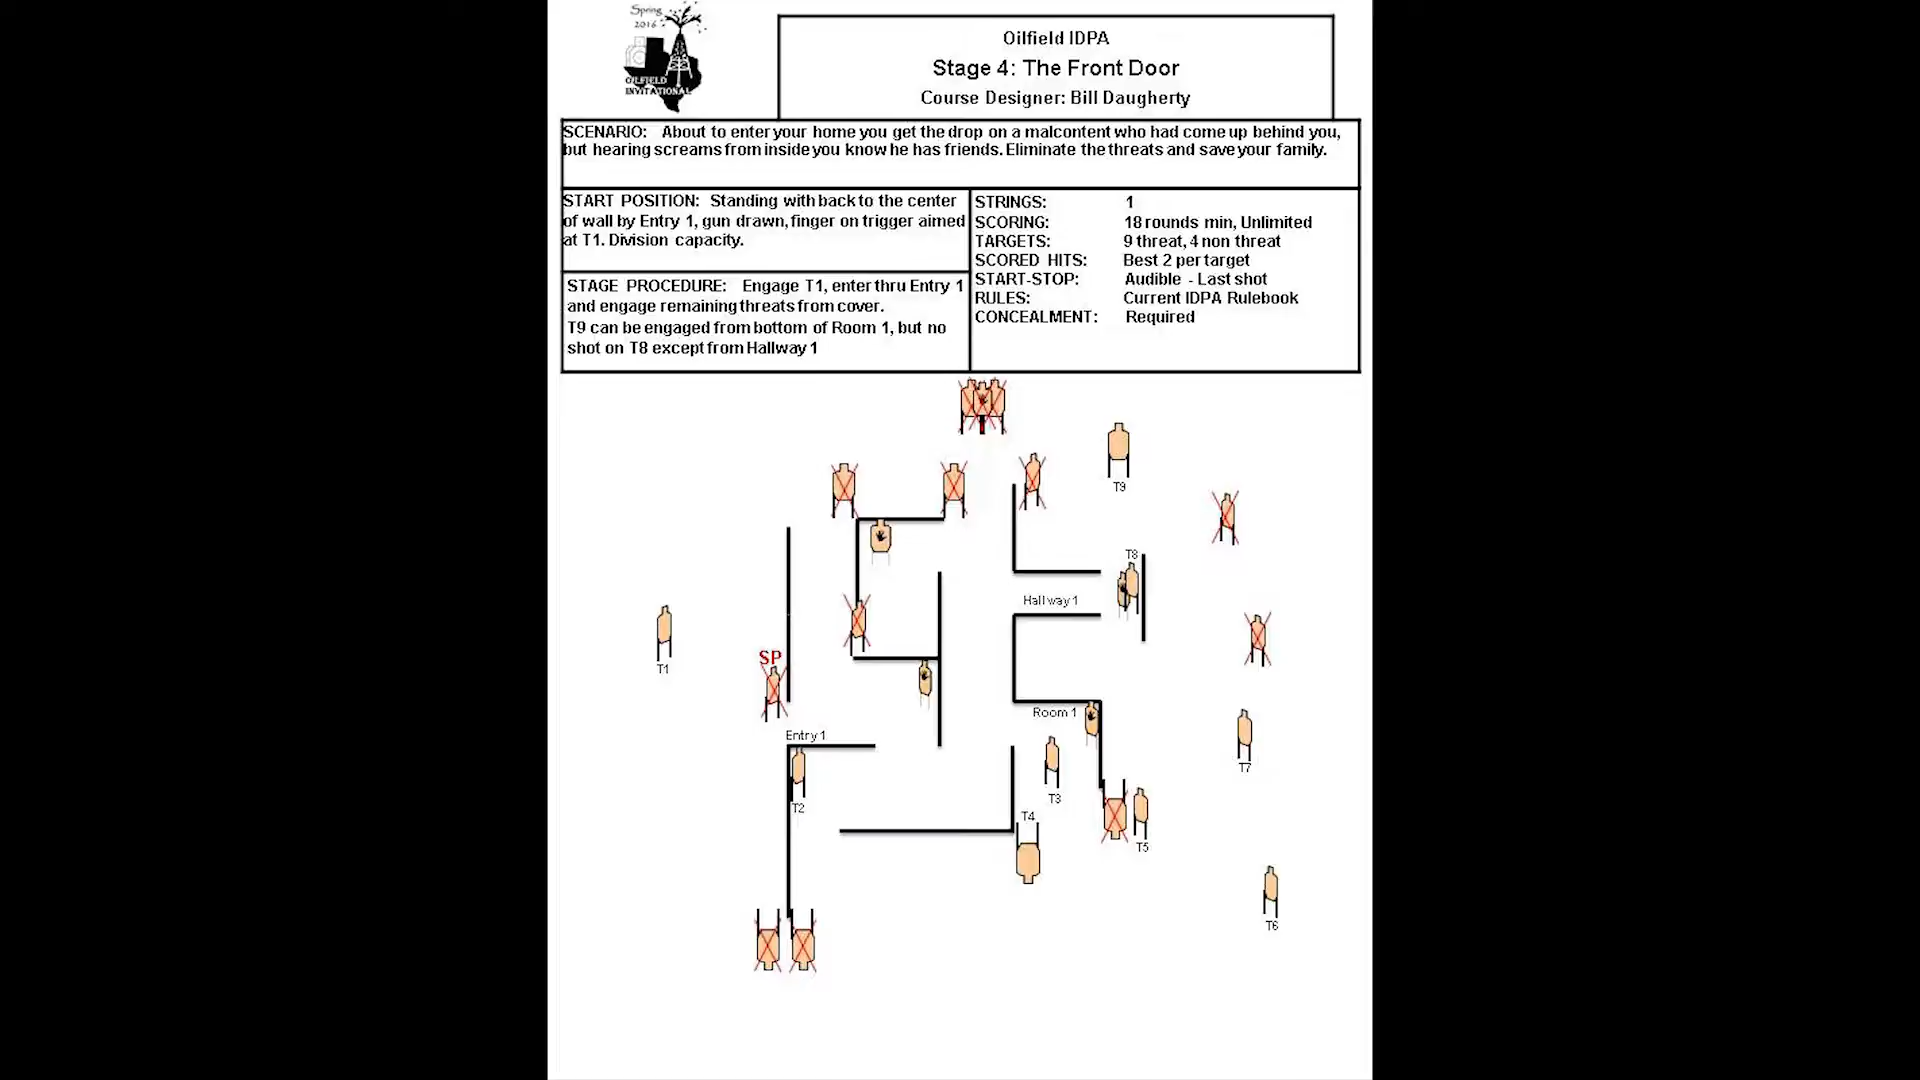 Spring
2016
OILFIELD
INVITATIONAL
Oilfield IDPA
Stage 4: The Front Door
Course Designer: Bill Daugherty
SCENARIO: About to enter your home you get the drop on a malcontent who had come up behind you,
but hearing screams from inside you know he has friends. Eliminate the threats and save your family.
START POSITION: Standing with back to the center
of wall by Entry 1, gun drawn, finger on trigger aimed
at T1. Division capacity.
STAGE PROCEDURE: Engage T1, enter thru Entry 1
and engage remaining threats from cover.
T9 can be engaged from bottom of Room 1, but no
shot on T8 except from Hallway 1
STRINGS: 1
SCORING: 18 rounds min, Unlimited
TARGETS: 9 threat, 4 non threat
SCORED HITS: Best 2 per target
START-STOP: Audible - Last shot
RULES: Current IDPA Rulebook
CONCEALMENT: Required
T9
T8
Hallway 1
T1
SP
Room 1
Entry 1
T7
T3
T2
T4
T5
T6